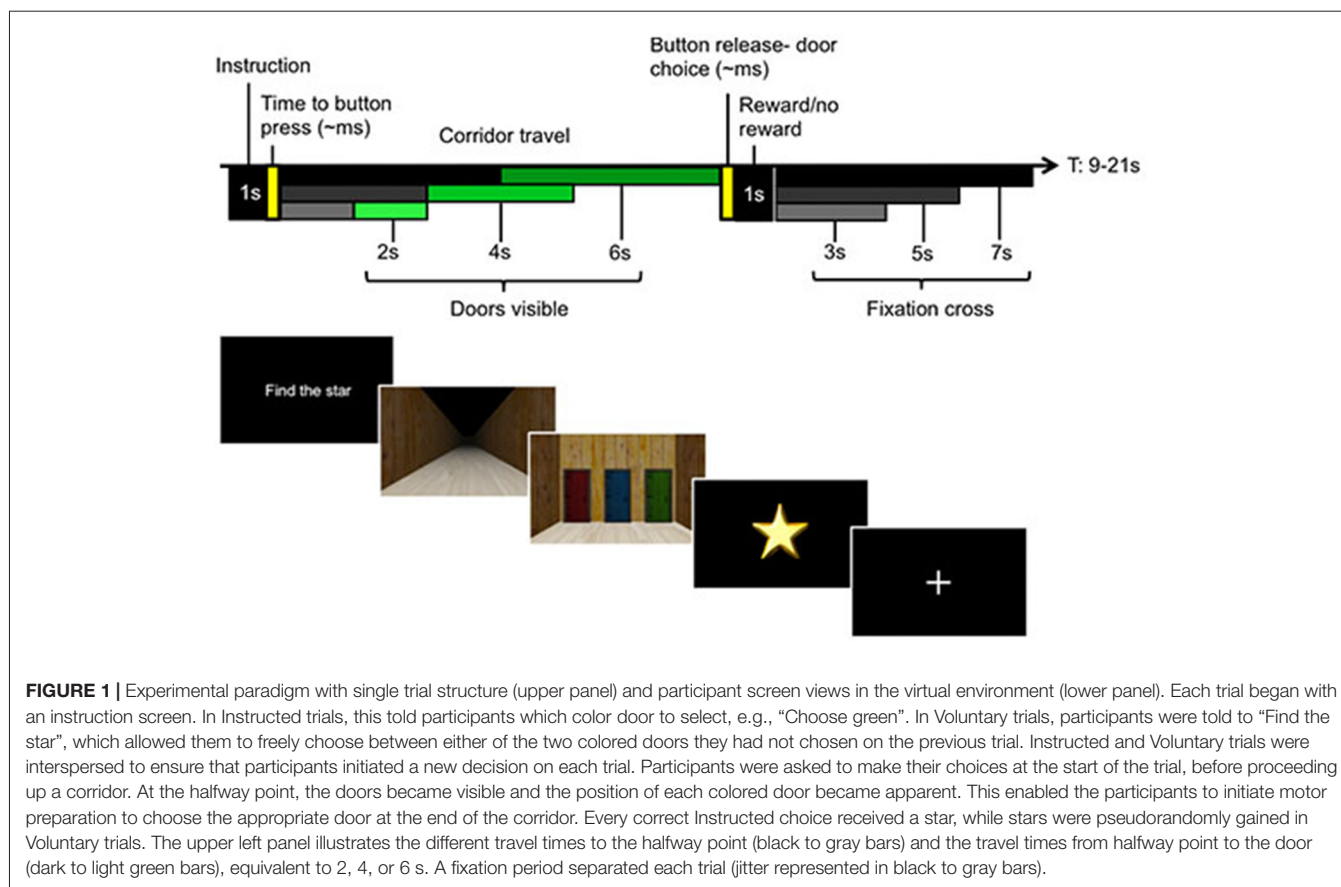 Instruction
Time to button
press (~ms)
Corridor travel
Button release- door
choice (~ms)
Reward/no
reward
T: 9-21s
1s
1s
2s
4s
6s
3s
5s
7s
Doors visible
Fixation cross
Find the star
FIGURE 1 | Experimental paradigm with single trial structure (upper panel) and participant screen views in the virtual environment (lower panel). Each trial began with
an instruction screen. In Instructed trials, this told participants which color door to select, e.g., “Choose green”. In Voluntary trials, participants were told to “Find the
star”, which allowed them to freely choose between either of the two colored doors they had not chosen on the previous trial. Instructed and Voluntary trials were
interspersed to ensure that participants initiated a new decision on each trial. Participants were asked to make their choices at the start of the trial, before proceeding
up a corridor. At the halfway point, the doors became visible and the position of each colored door became apparent. This enabled the participants to initiate motor
preparation to choose the appropriate door at the end of the corridor. Every correct Instructed choice received a star, while stars were pseudorandomly gained in
Voluntary trials. The upper left panel illustrates the different travel times to the halfway point (black to gray bars) and the travel times from halfway point to the door
(dark to light green bars), equivalent to 2, 4, or 6 s. A fixation period separated each trial (jitter represented in black to gray bars).